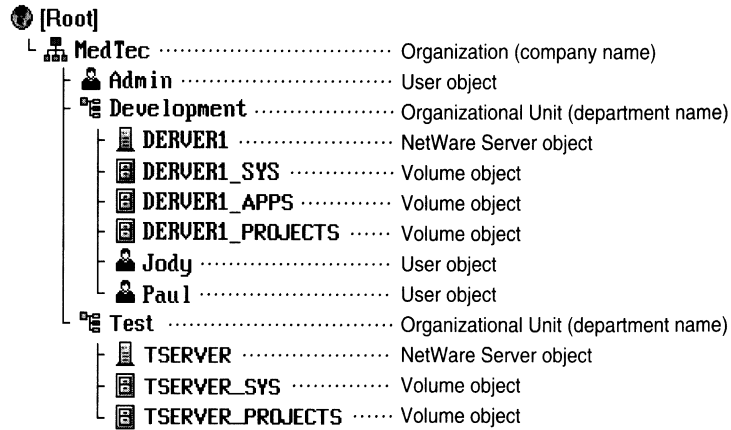 [Root]
MedTec Organization (company name)
Admin User object
Development Organizational Unit (department name)
DERVER1 NetWare Server object
DERVER1_SYS Volume object
DERVER1_APPS Volume object
DERVER1_PROJECTS Volume object
Jody User object
Paul User object
Test Organizational Unit (department name)
TSERVER NetWare Server object
TSERVER_SYS Volume object
TSERVER_PROJECTS Volume object